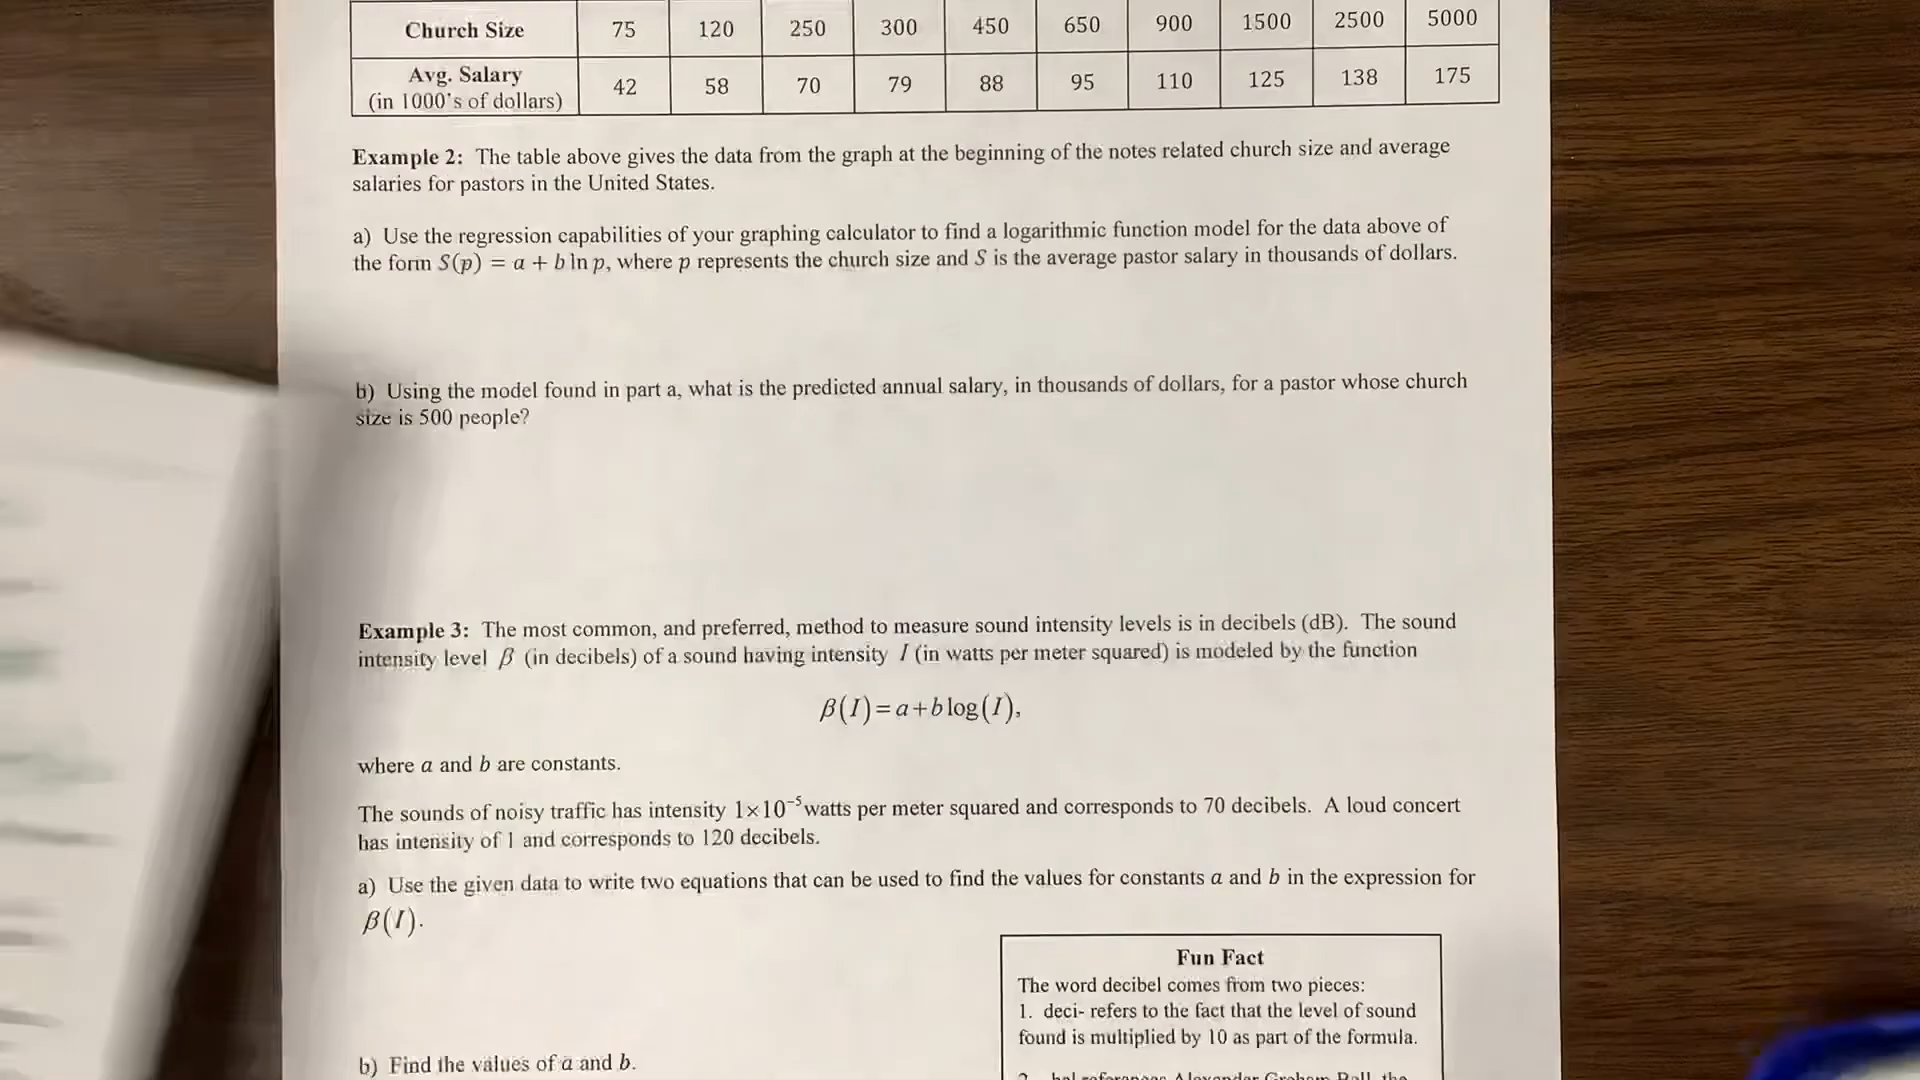 Church Size 75 120 250 300 450 650 900 1500 2500 5000
Avg. Salary (in 1000's of dollars) 42 58 70 79 88 95 110 125 138 175
Example 2: The table above gives the data from the graph at the beginning of the notes related church size and average
salaries for pastors in the United States.
a) Use the regression capabilities of your graphing calculator to find a logarithmic function model for the data above of
the form S(p) = a + b ln p, where p represents the church size and S is the average pastor salary in thousands of dollars.
b) Using the model found in part a, what is the predicted annual salary, in thousands of dollars, for a pastor whose church
size is 500 people?
Example 3: The most common, and preferred, method to measure sound intensity levels is in decibels (dB). The sound
intensity level β (in decibels) of a sound having intensity I (in watts per meter squared) is modeled by the function
β(I)=a+b log(I),
where a and b are constants.
The sounds of noisy traffic has intensity 1×10⁻⁵ watts per meter squared and corresponds to 70 decibels. A loud concert
has intensity of 1 and corresponds to 120 decibels.
a) Use the given data to write two equations that can be used to find the values for constants a and b in the expression for
β(I).
Fun Fact
The word decibel comes from two pieces:
1. deci- refers to the fact that the level of sound
found is multiplied by 10 as part of the formula.
b) Find the values of a and b.
2. bel references Alexander Graham Bell, the